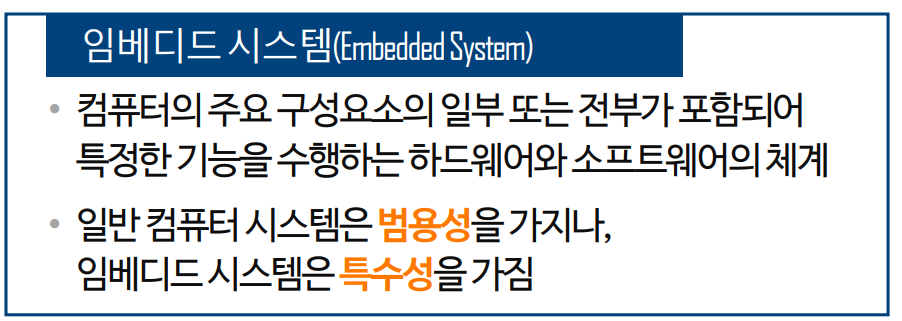 임베디드 시스템(Embedded System)
• 컴퓨터의 주요 구성요소의 일부 또는 전부가 포함되어
특정한 기능을 수행하는 하드웨어와 소프트웨어의 체계
• 일반 컴퓨터 시스템은 범용성을 가지나,
임베디드 시스템은 특수성을 가짐